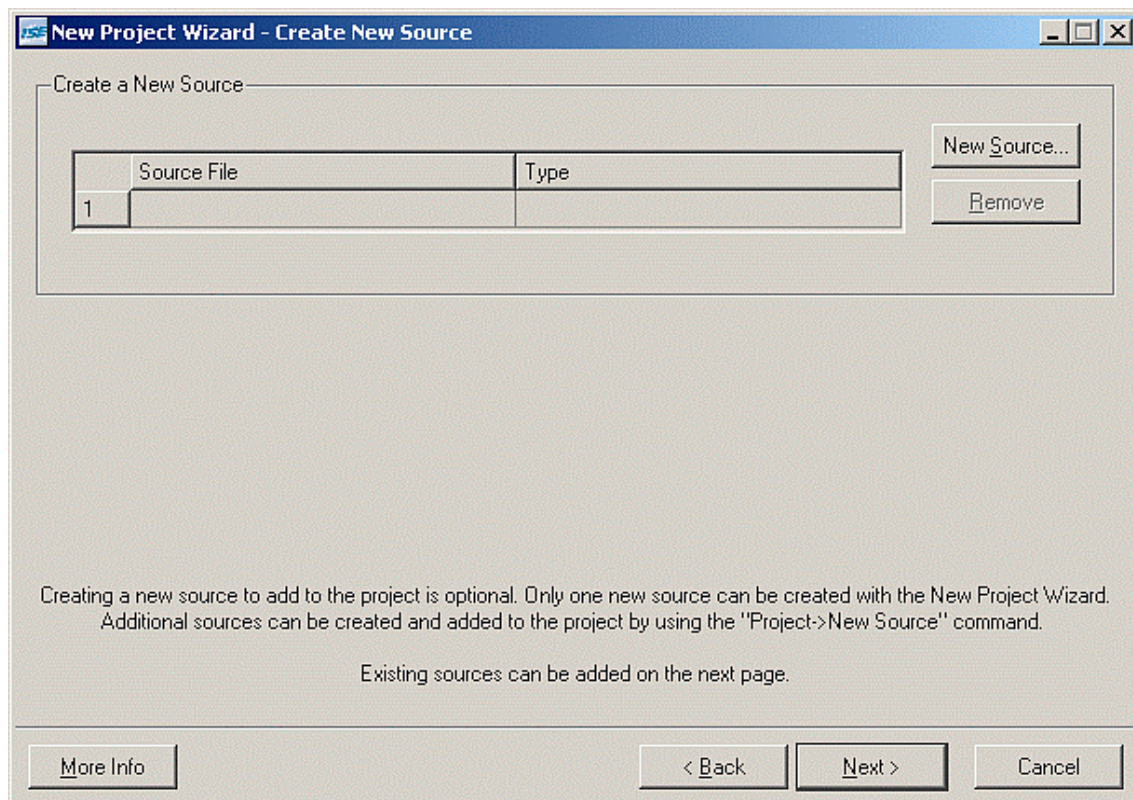 ISE New Project Wizard - Create New Source
Create a New Source
New Source...
Source File Type
Remove
1
Creating a new source to add to the project is optional. Only one new source can be created with the New Project Wizard.
Additional sources can be created and added to the project by using the "Project->New Source" command.
Existing sources can be added on the next page.
More Info < Back Next > Cancel